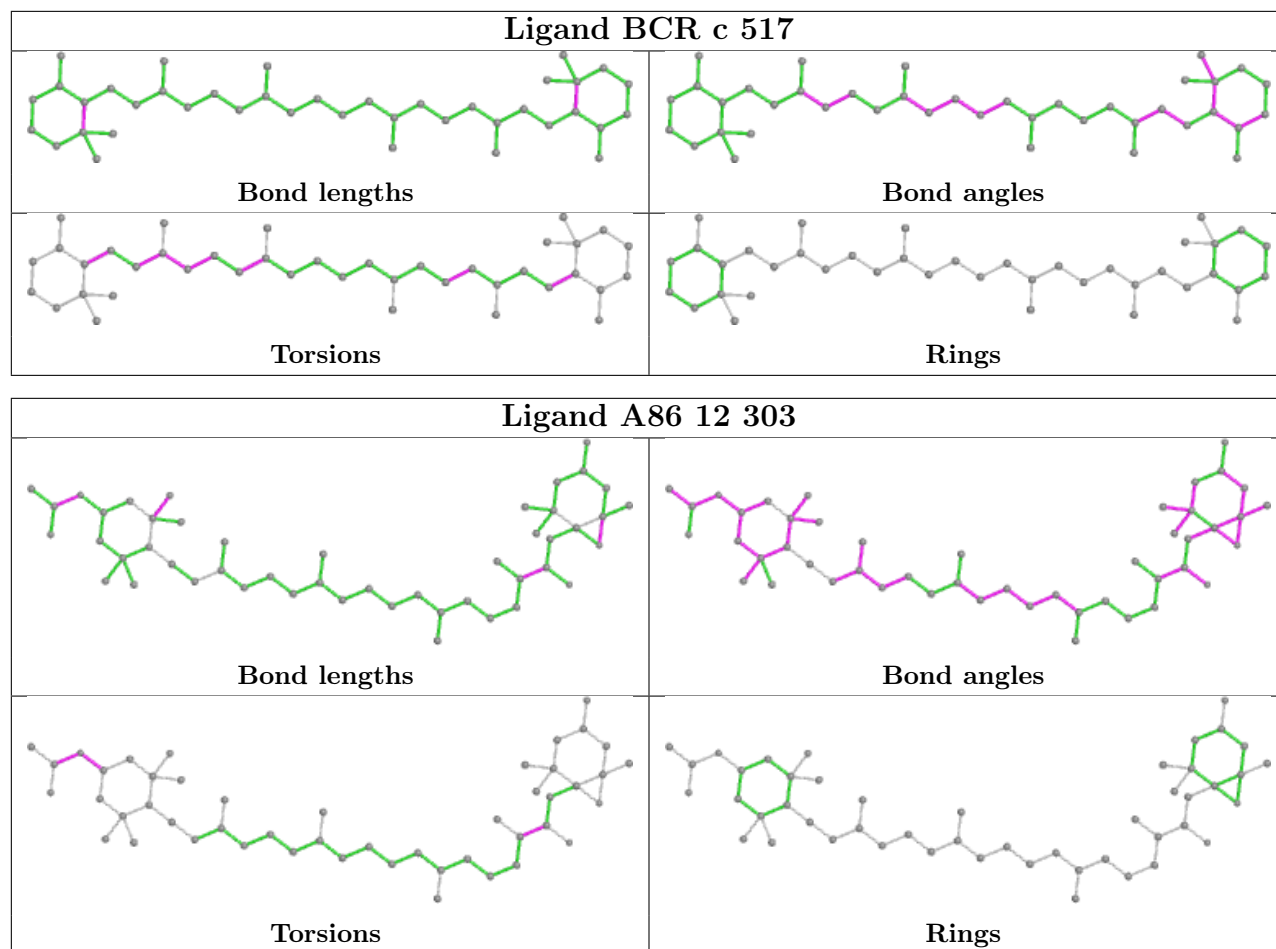 Ligand BCR c 517
Bond lengths
Bond angles
Torsions
Rings
Ligand A86 12 303
Bond lengths
Bond angles
Torsions
Rings